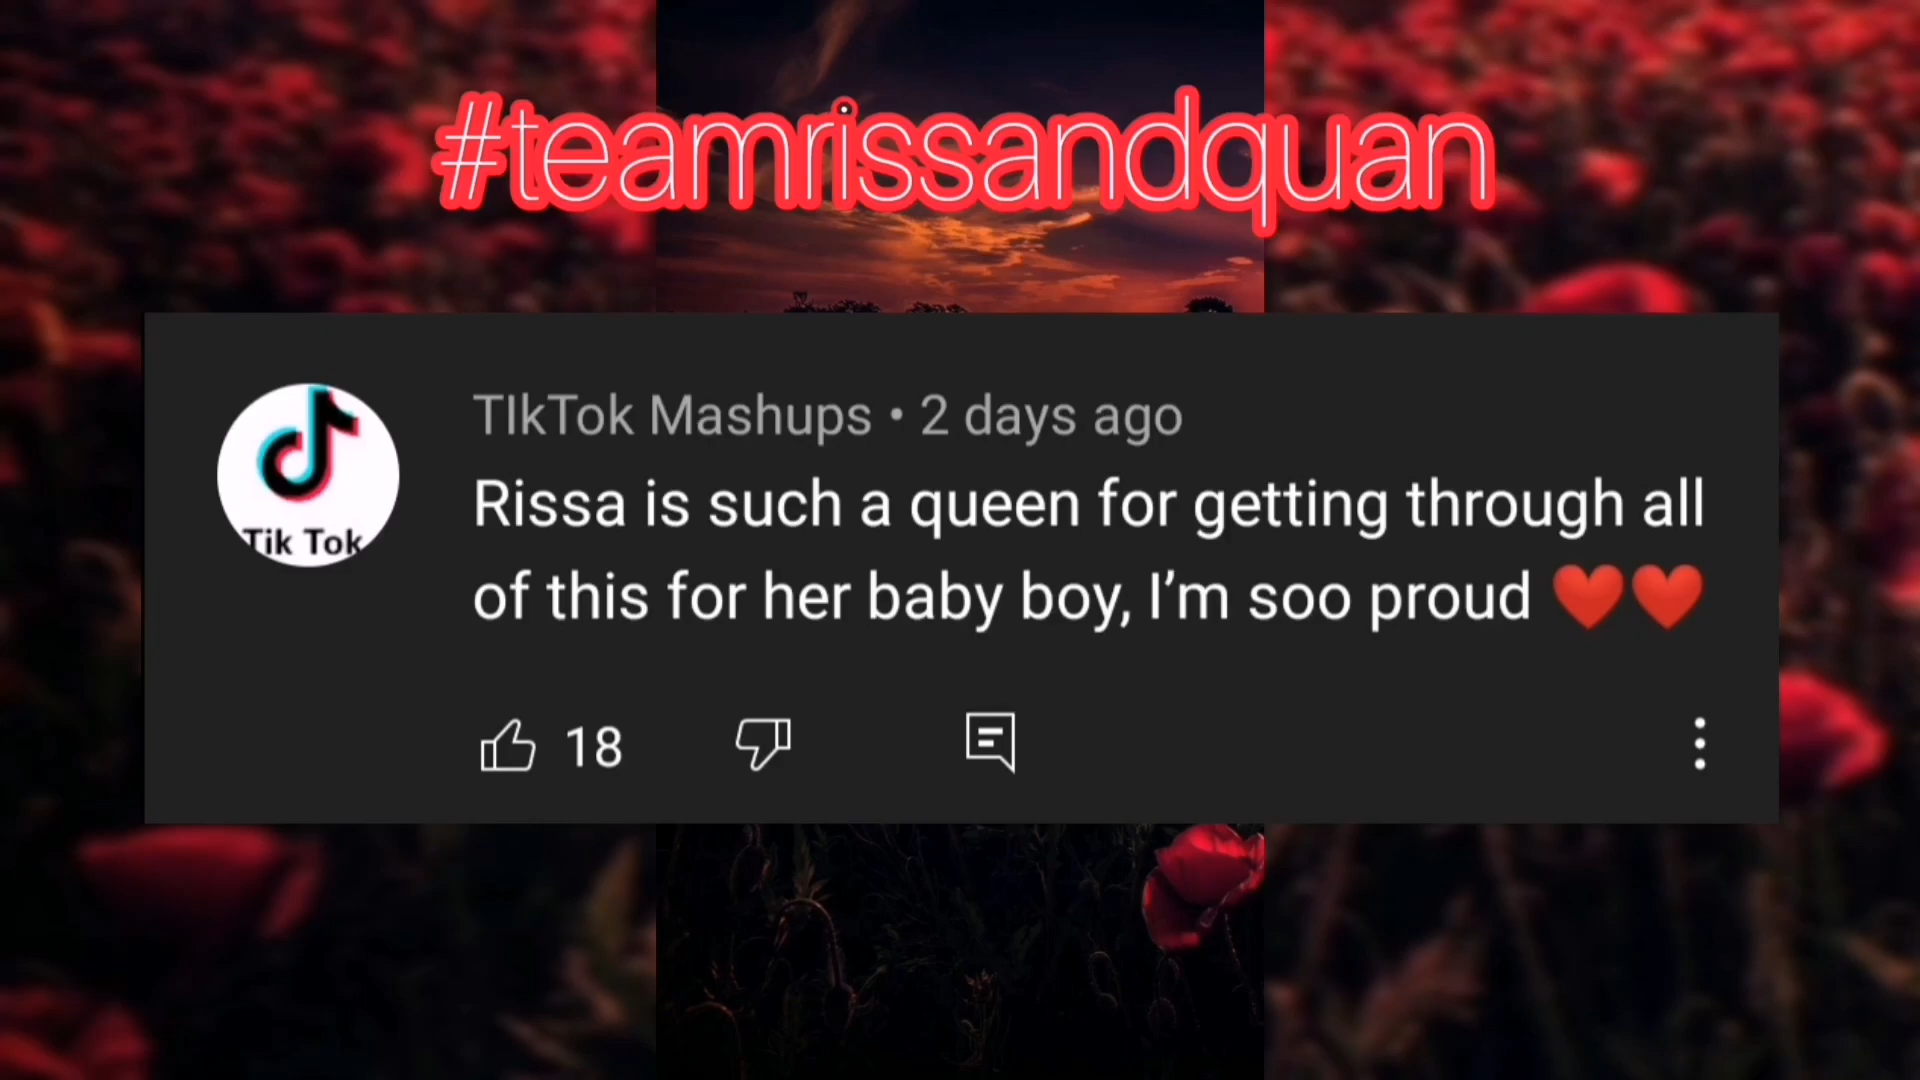 #teamrissandquan
TIkTok Mashups • 2 days ago
Rissa is such a queen for getting through all
of this for her baby boy, I’m soo proud ❤️❤️
Tik Tok
18